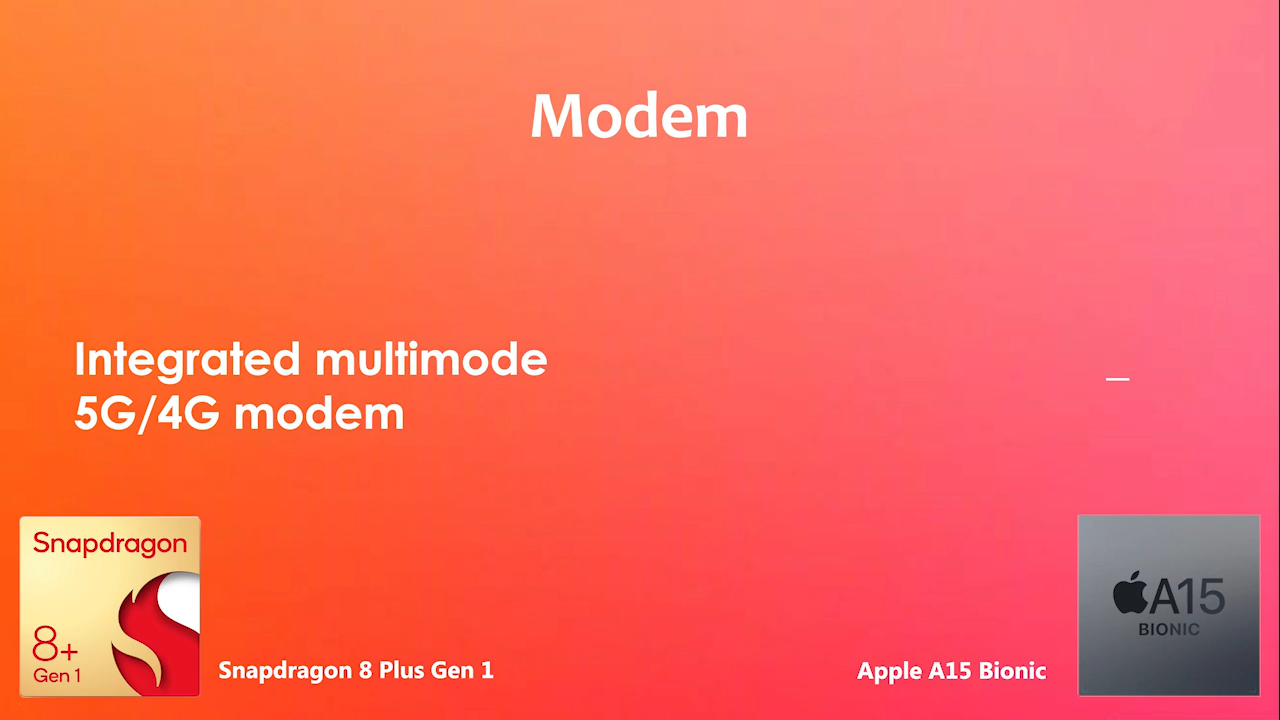 Modem
Integrated multimode
5G/4G modem
–
Snapdragon
8+
Gen 1
Snapdragon 8 Plus Gen 1
Apple A15 Bionic
A15
BIONIC